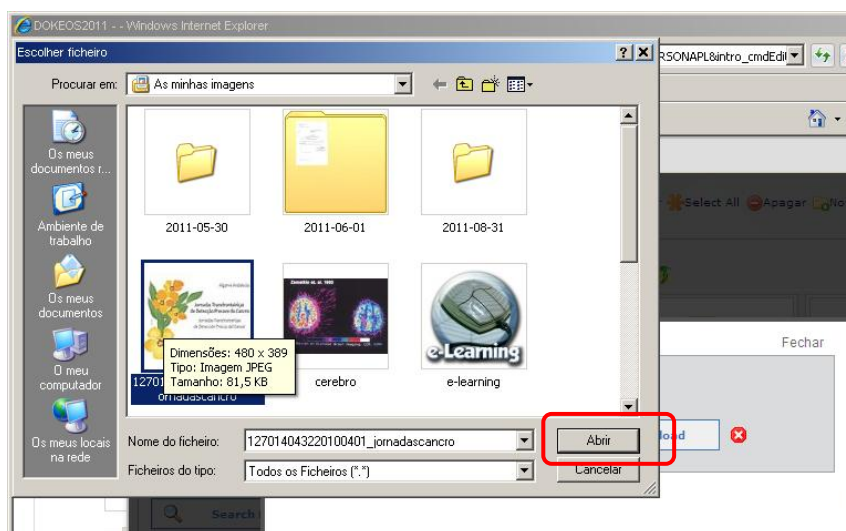 DOKEOS2011 - - Windows Internet Explorer
Escolher ficheiro
RSONAPL&intro_cmdEdi
Procurar em: As minhas imagens
Os meus
documentos r...
Ambiente de
trabalho
Os meus
documentos
O meu
computador
Os meus locais
na rede
2011-05-30 2011-06-01 2011-08-31
Select All Apagar No
Fechar
e-Learning
Dimensões: 480 x 389
Tipo: Imagem JPEG
Tamanho: 81,5 KB
12701
cerebro e-learning
Nome do ficheiro: 127014043220100401_jornadascancro Abrir
load
Ficheiros do tipo: Todos os Ficheiros (*.*) Cancelar
Search